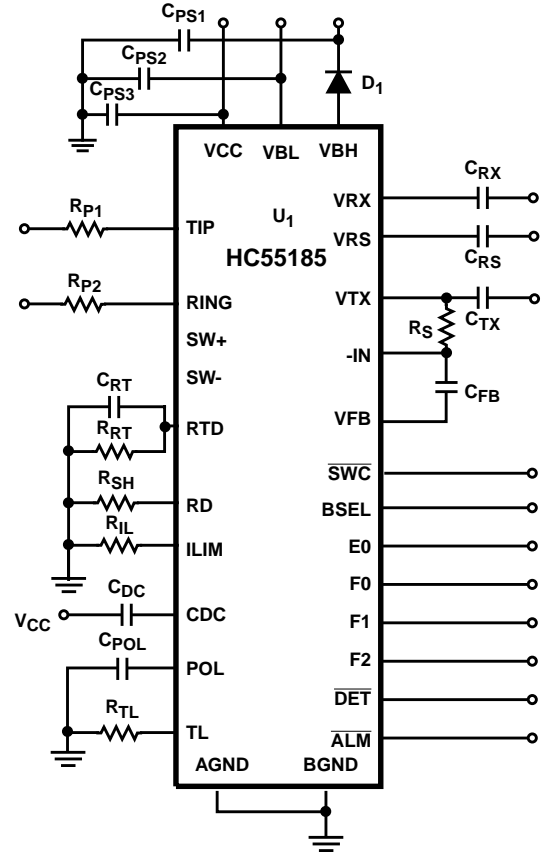 CPS1
CPS2
CPS3
D1
VCC VBL VBH
U1
HC55185
RP1
TIP
RP2
RING
SW+
SW-
CRT
RRT
RTD
RSH
RD
RIL
ILIM
CDC
VCC
CDC
CPOL
POL
RTL
TL
AGND BGND
VRX
CRX
VRS
CRS
VTX
CTX
RS
-IN
CFB
VFB
SWC
BSEL
E0
F0
F1
F2
DET
ALM